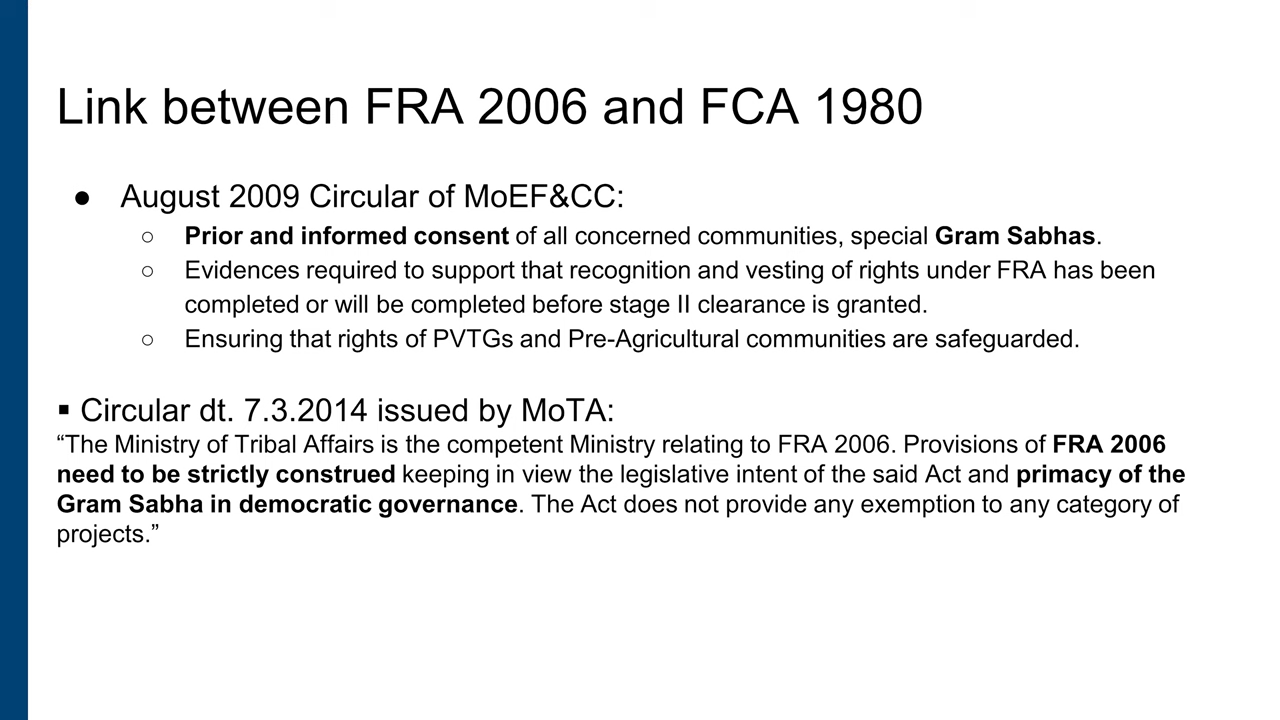 Link between FRA 2006 and FCA 1980
● August 2009 Circular of MoEF&CC:
○ Prior and informed consent of all concerned communities, special Gram Sabhas.
○ Evidences required to support that recognition and vesting of rights under FRA has been
completed or will be completed before stage II clearance is granted.
○ Ensuring that rights of PVTGs and Pre-Agricultural communities are safeguarded.
▪ Circular dt. 7.3.2014 issued by MoTA:
“The Ministry of Tribal Affairs is the competent Ministry relating to FRA 2006. Provisions of FRA 2006
need to be strictly construed keeping in view the legislative intent of the said Act and primacy of the
Gram Sabha in democratic governance. The Act does not provide any exemption to any category of
projects.”